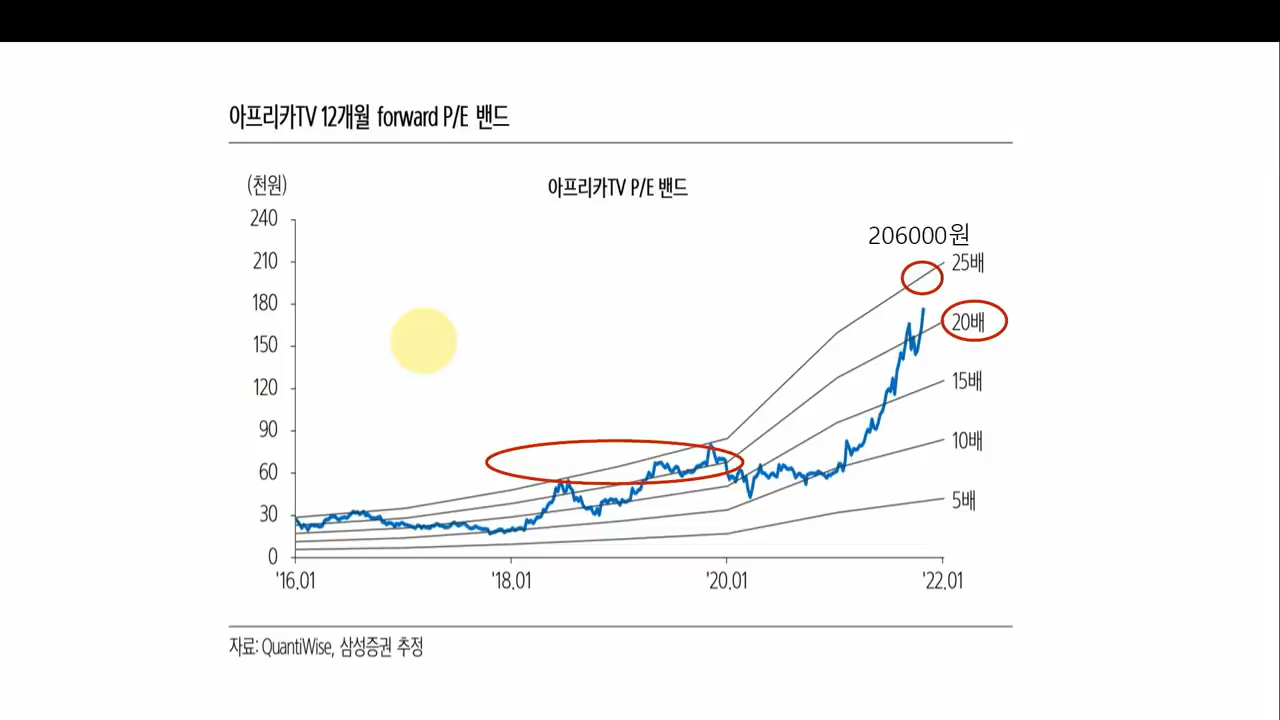 아프리카TV 12개월 forward P/E 밴드
(천원)
아프리카TV P/E 밴드
240
210
180
150
120
90
60
30
0
206000원
25배
20배
15배
10배
5배
'16.01
'18.01
'20.01
'22.01
자료: QuantiWise, 삼성증권 추정